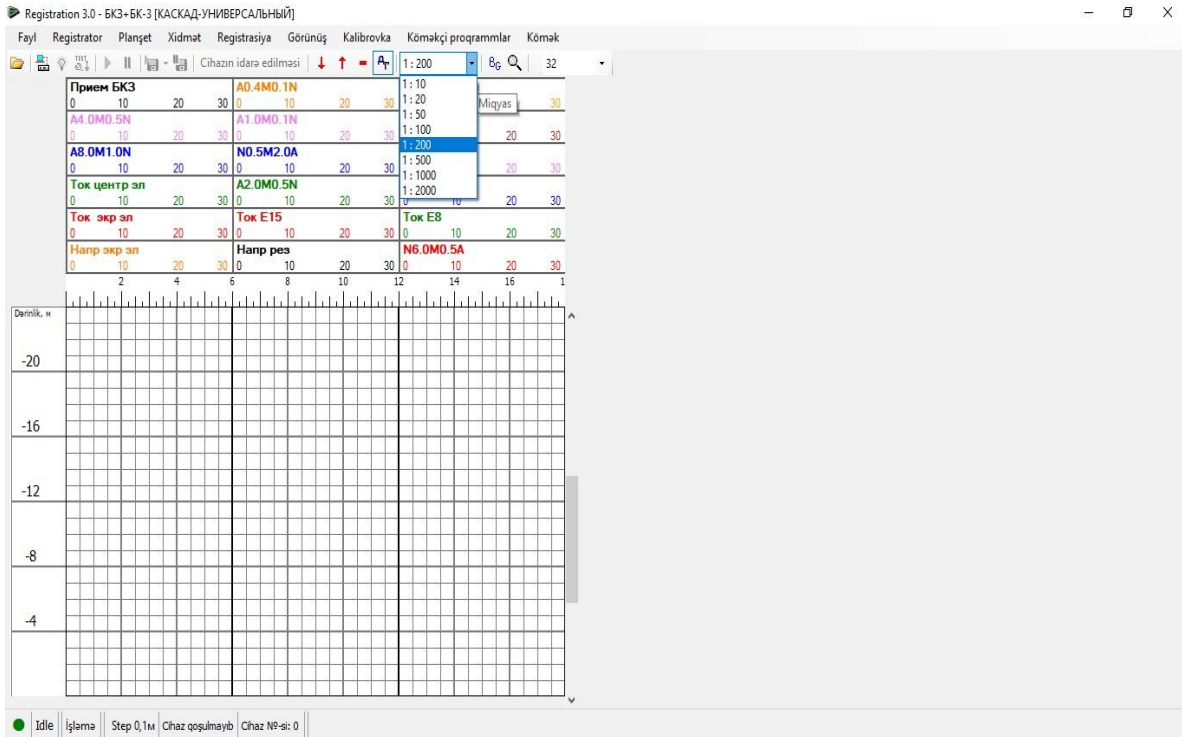 Registration 3.0 - БКЗ+БК-3 [КАСКАД-УНИВЕРСАЛЬНЫЙ]
Fayl Registrator Planşet Xidmət Registrasiya Görünüş Kalibrovka Köməkçi proqrammlar Kömək
Cihazın idarə edilməsi 1 : 200 32
1 : 10
1 : 20
1 : 50
1 : 100
1 : 200
1 : 500
1 : 1000
1 : 2000
Miqyas
Прием БКЗ A0.4M0.1N
0 10 20 30 0 10 20 30 30
A4.0M0.5N A1.0M0.1N
0 10 20 30 0 10 20 30 20 30
A8.0M1.0N N0.5M2.0A
0 10 20 30 0 10 20 30 20 30
Ток центр эл A2.0M0.5N
0 10 20 30 0 10 20 30 0 10 20 30
Ток экр эл Ток E15 Ток E8
0 10 20 30 0 10 20 30 0 10 20 30
Напр экр эл Напр рез N6.0M0.5A
0 10 20 30 0 10 20 30 0 10 20 30
2 4 6 8 10 12 14 16 1
Dərinlik, м
-20
-16
-12
-8
-4
Idle İşləmə Step 0,1м Cihaz qoşulmayıb Cihaz Nº-si: 0